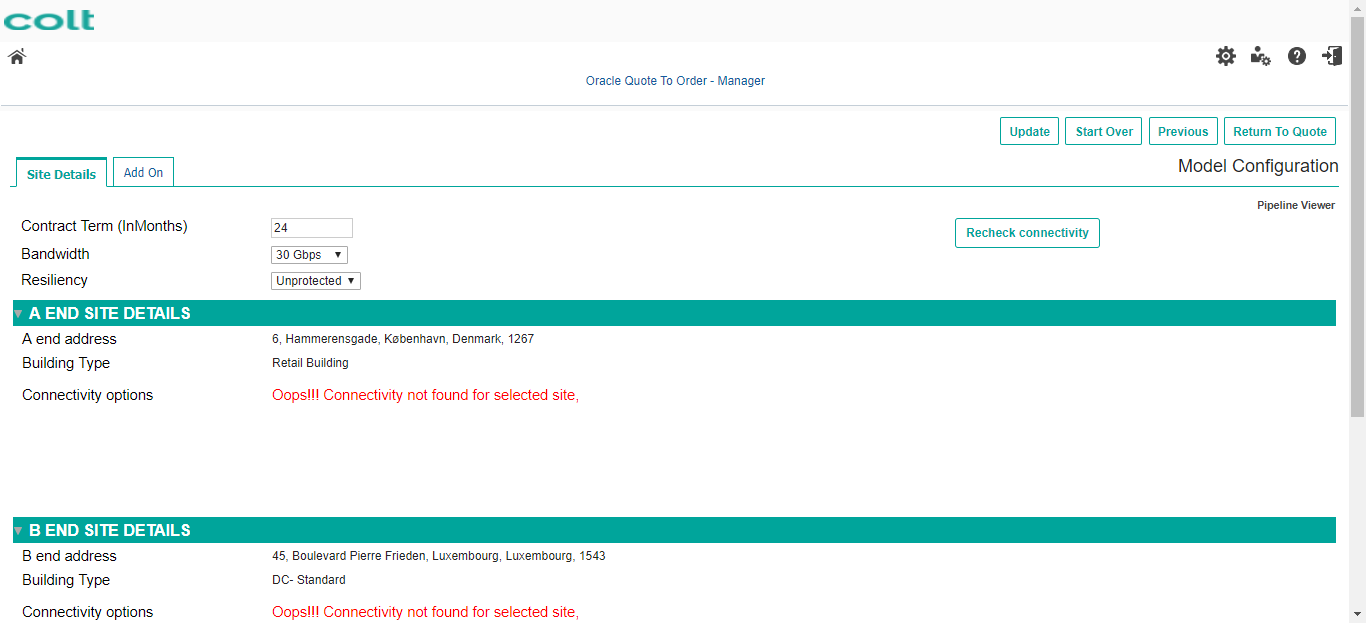 colt
Oracle Quote To Order - Manager
Update Start Over Previous Return To Quote
Site Details Add On Model Configuration
Pipeline Viewer
Contract Term (InMonths) 24 Recheck connectivity
Bandwidth 30 Gbps
Resiliency Unprotected
A END SITE DETAILS
A end address 6, Hammerensgade, København, Denmark, 1267
Building Type Retail Building
Connectivity options Oops!!! Connectivity not found for selected site,
B END SITE DETAILS
B end address 45, Boulevard Pierre Frieden, Luxembourg, Luxembourg, 1543
Building Type DC- Standard
Connectivity options Oops!!! Connectivity not found for selected site,